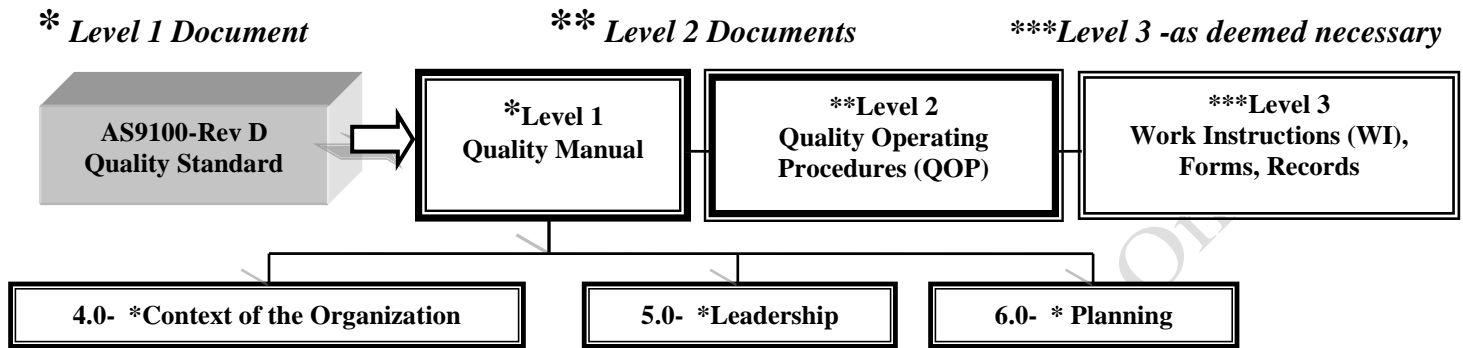 * Level 1 Document
** Level 2 Documents
***Level 3 -as deemed necessary
AS9100-Rev D
Quality Standard
*Level 1
Quality Manual
**Level 2
Quality Operating
Procedures (QOP)
***Level 3
Work Instructions (WI),
Forms, Records
4.0- *Context of the Organization
5.0- *Leadership
6.0- * Planning